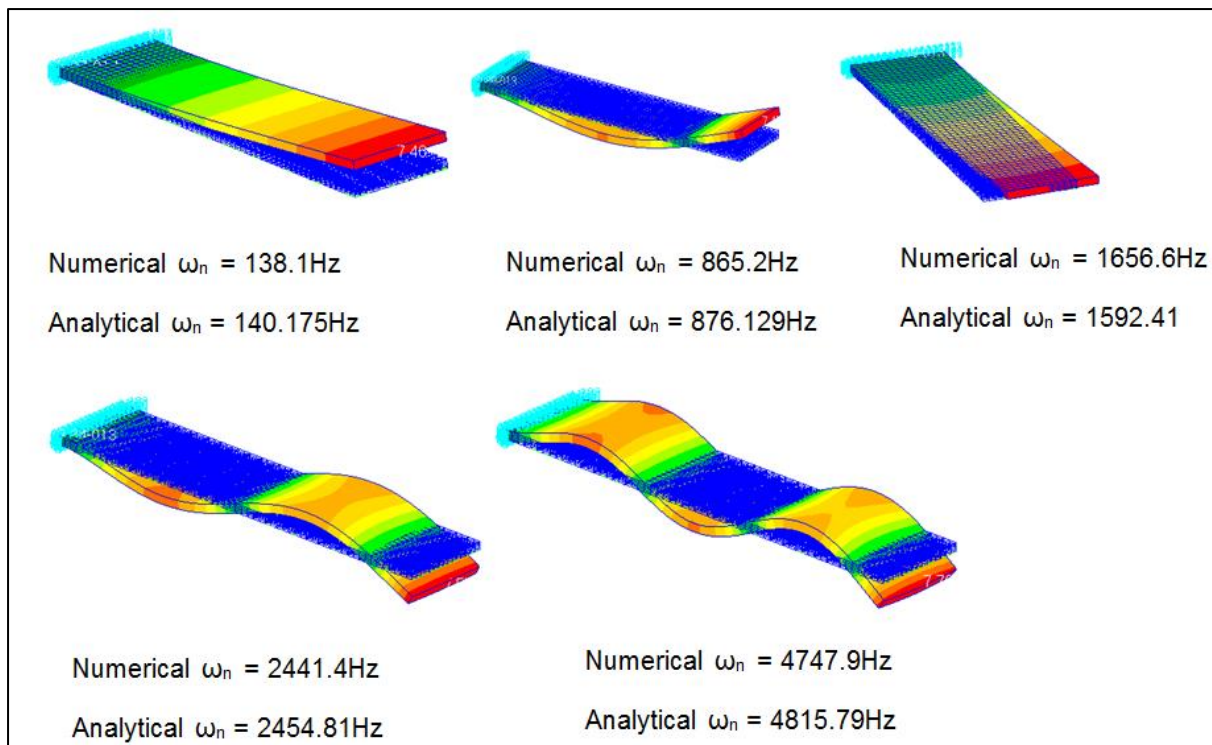 Numerical ωₙ = 138.1Hz
Analytical ωₙ = 140.175Hz
Numerical ωₙ = 865.2Hz
Analytical ωₙ = 876.129Hz
Numerical ωₙ = 1656.6Hz
Analytical ωₙ = 1592.41
Numerical ωₙ = 2441.4Hz
Analytical ωₙ = 2454.81Hz
Numerical ωₙ = 4747.9Hz
Analytical ωₙ = 4815.79Hz